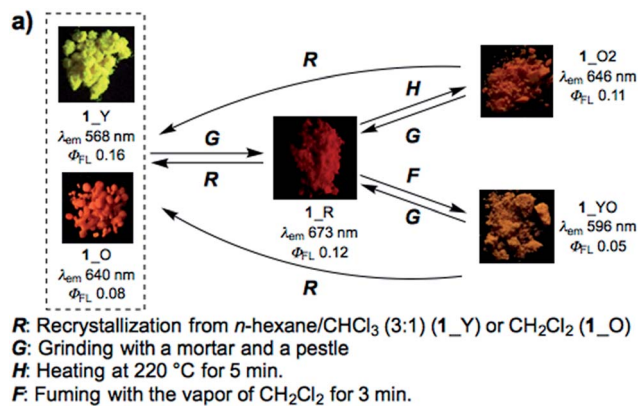 a)
1_Y
λem 568 nm
ΦFL 0.16
1_O
λem 640 nm
ΦFL 0.08
R
G
R
R
1_R
λem 673 nm
ΦFL 0.12
H
G
F
G
1_O2
λem 646 nm
ΦFL 0.11
1_YO
λem 596 nm
ΦFL 0.05
R: Recrystallization from n-hexane/CHCl₃ (3:1) (1_Y) or CH₂Cl₂ (1_O)
G: Grinding with a mortar and a pestle
H: Heating at 220 °C for 5 min.
F: Fuming with the vapor of CH₂Cl₂ for 3 min.